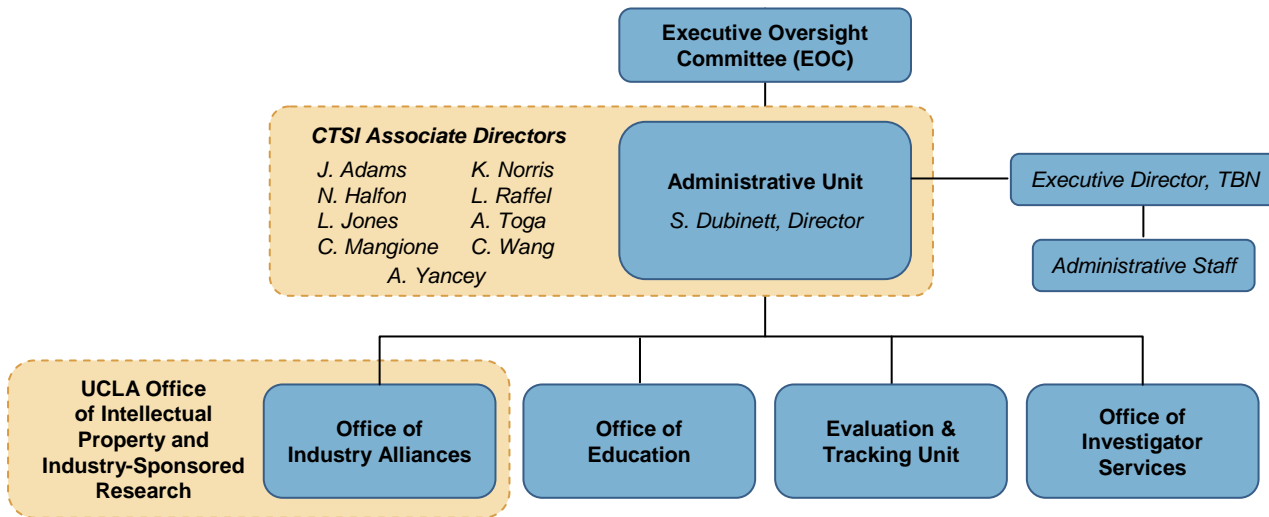 Executive Oversight
Committee (EOC)
CTSI Associate Directors
J. Adams
K. Norris
N. Halfon
L. Raffel
L. Jones
A. Toga
C. Mangione
C. Wang
A. Yancey
Administrative Unit
S. Dubinett, Director
Executive Director, TBN
Administrative Staff
UCLA Office
of Intellectual
Property and
Industry-Sponsored
Research
Office of
Industry Alliances
Office of
Education
Evaluation &
Tracking Unit
Office of
Investigator
Services